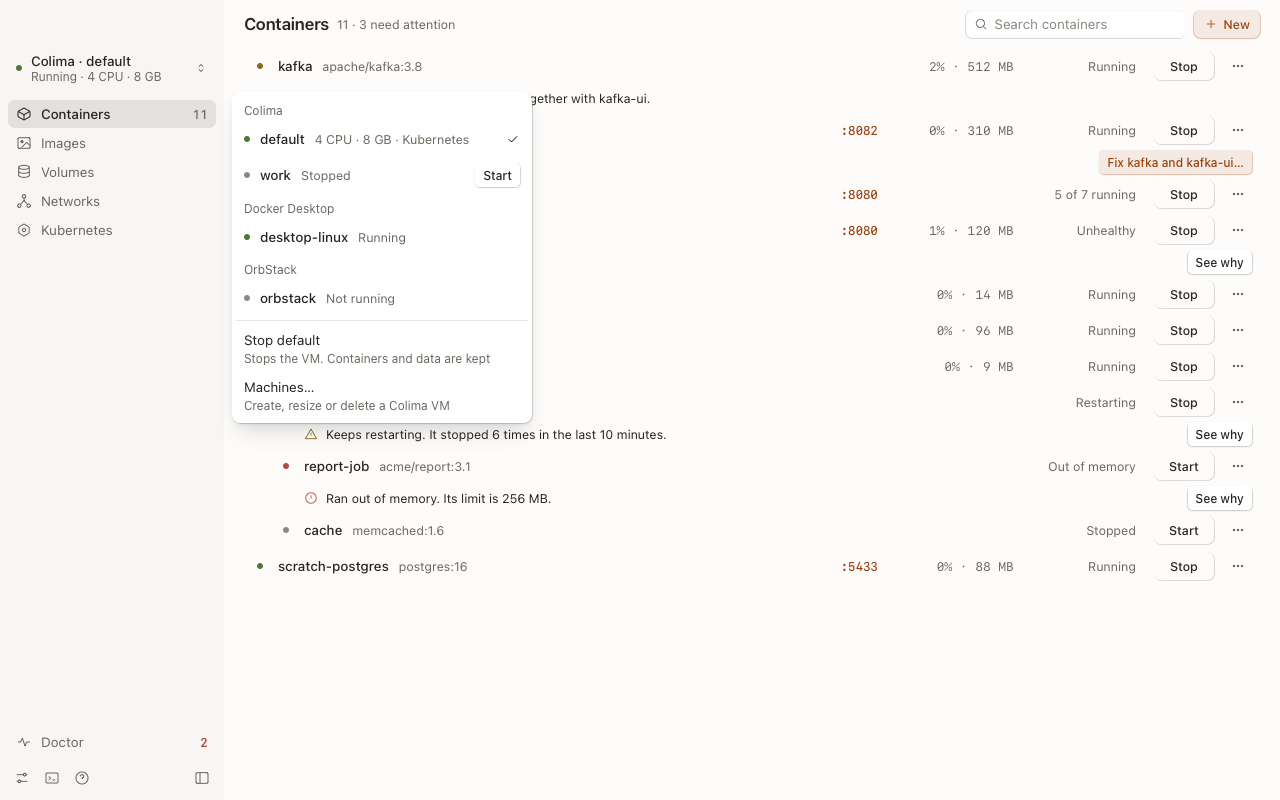 Containers 11 · 3 need attention
Search containers
+ New
Colima · default
Running · 4 CPU · 8 GB
Containers 11
Images
Volumes
Networks
Kubernetes
Doctor 2
kafka apache/kafka:3.8 2% · 512 MB Running Stop
gether with kafka-ui.
:8082 0% · 310 MB Running Stop
Fix kafka and kafka-ui…
:8080 5 of 7 running Stop
:8080 1% · 120 MB Unhealthy Stop
See why
0% · 14 MB Running Stop
0% · 96 MB Running Stop
0% · 9 MB Running Stop
Restarting Stop
Colima
default 4 CPU · 8 GB · Kubernetes
work Stopped Start
Docker Desktop
desktop-linux Running
OrbStack
orbstack Not running
Stop default
Stops the VM. Containers and data are kept
Machines…
Create, resize or delete a Colima VM
Keeps restarting. It stopped 6 times in the last 10 minutes. See why
report-job acme/report:3.1 Out of memory Start
Ran out of memory. Its limit is 256 MB. See why
cache memcached:1.6 Stopped Start
scratch-postgres postgres:16 :5433 0% · 88 MB Running Stop